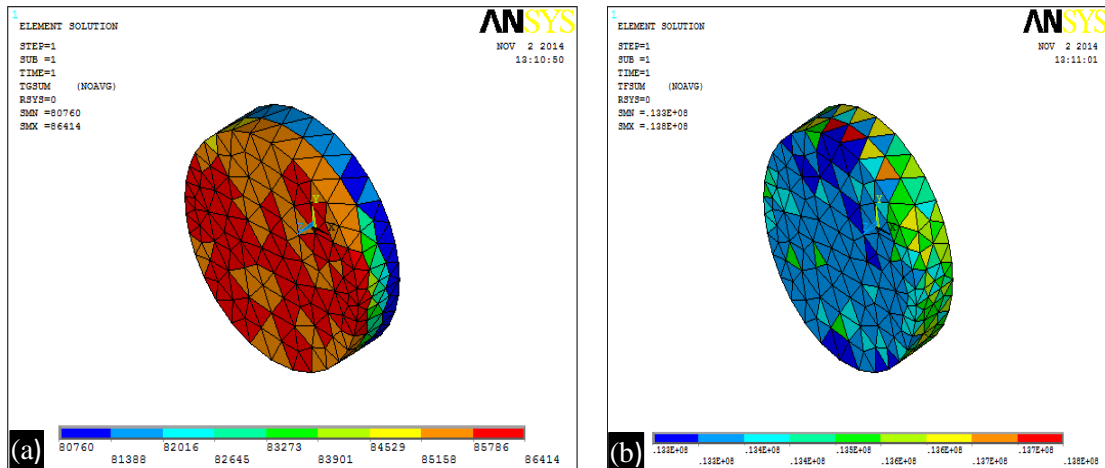 1
ANSYS
ELEMENT SOLUTION
NOV 2 2014
13:10:50
STEP=1
SUB =1
TIME=1
TGSUM (NOAVG)
RSYS=0
SMN =80760
SMX =86414
Y
X
80760 82016 83273 84529 85786
81388 82645 83901 85158 86414
(a)
1
ANSYS
ELEMENT SOLUTION
NOV 2 2014
13:11:01
STEP=1
SUB =1
TIME=1
TFSUM (NOAVG)
RSYS=0
SMN =.133E+08
SMX =.138E+08
Y
X
.133E+08 .134E+08 .135E+08 .136E+08 .137E+08
.133E+08 .134E+08 .136E+08 .137E+08 .138E+08
(b)